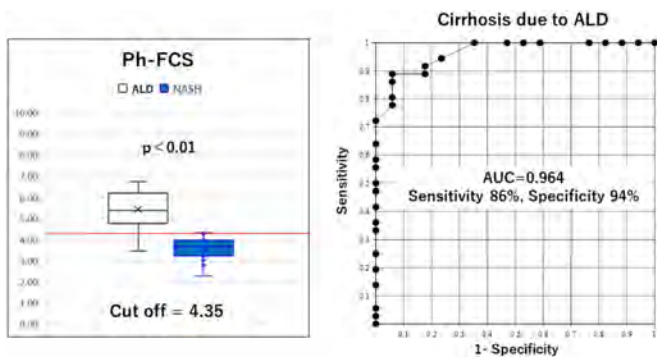 Ph-FCS
ALD NASH
10.00
9.00
8.00
7.00
6.00
5.00
4.00
3.00
2.00
1.00
0.00
p<0.01
Cut off = 4.35
Cirrhosis due to ALD
Sensitivity
1
0.9
0.8
0.7
0.6
0.5
0.4
0.3
0.2
0.1
AUC=0.964
Sensitivity 86%, Specificity 94%
0.1 0.2 0.3 0.4 0.5 0.6 0.7 0.8 0.9 1
1- Specificity